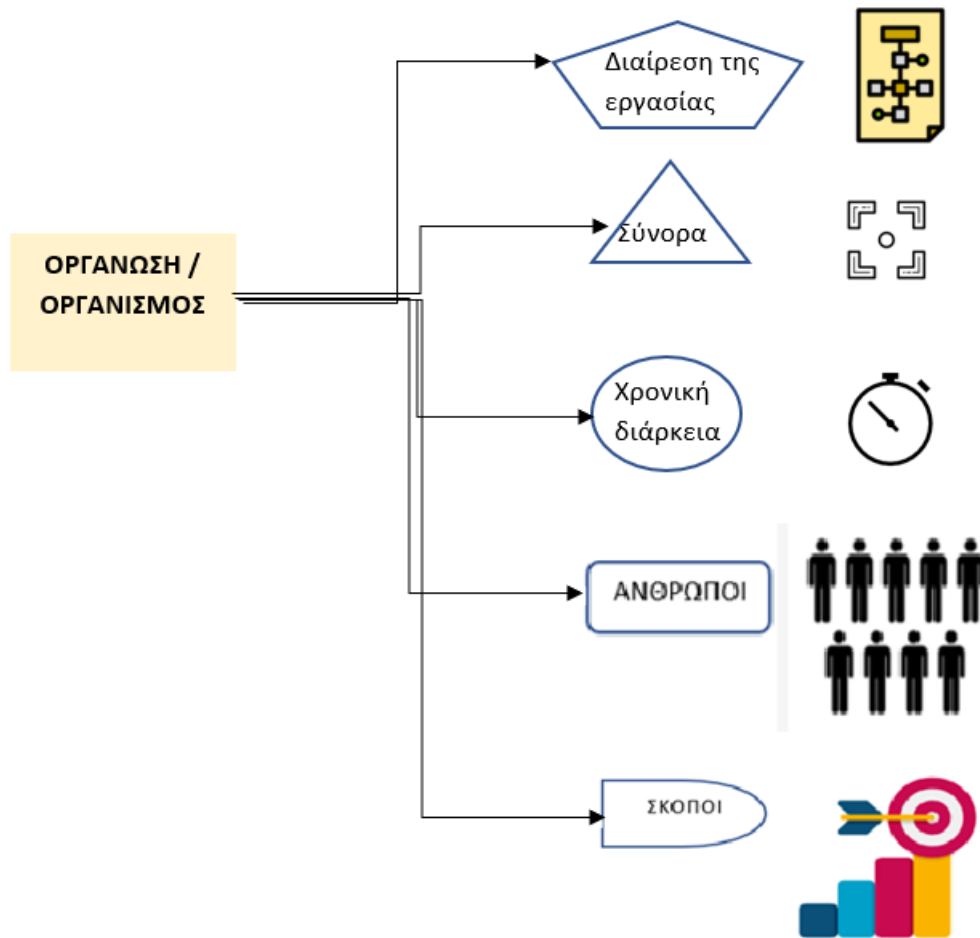 Διαίρεση της
εργασίας
Σύνορα
ΟΡΓΑΝΩΣΗ /
ΟΡΓΑΝΙΣΜΟΣ
Χρονική
διάρκεια
ΑΝΘΡΩΠΟΙ
ΣΚΟΠΟΙ